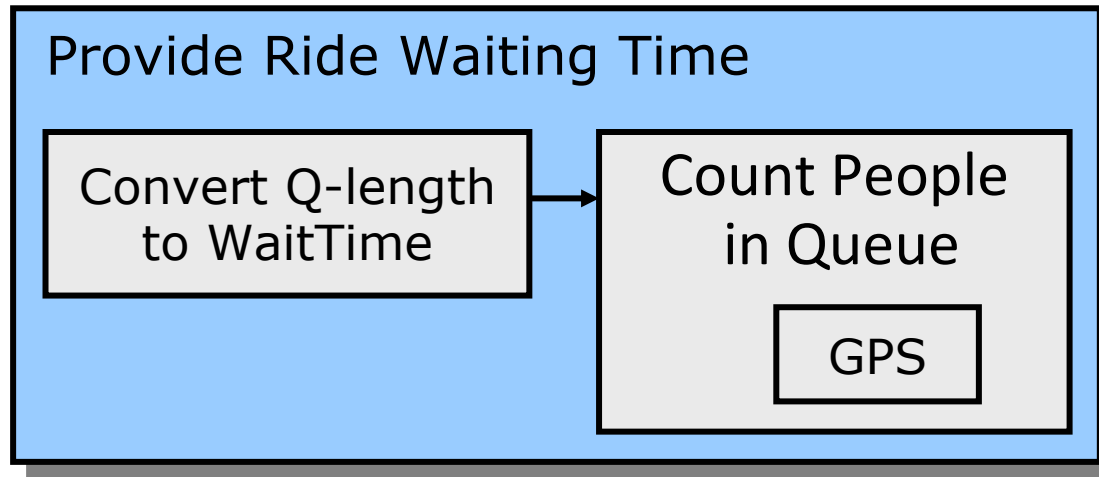 Provide Ride Waiting Time
Convert Q-length
to WaitTime
Count People
in Queue
GPS